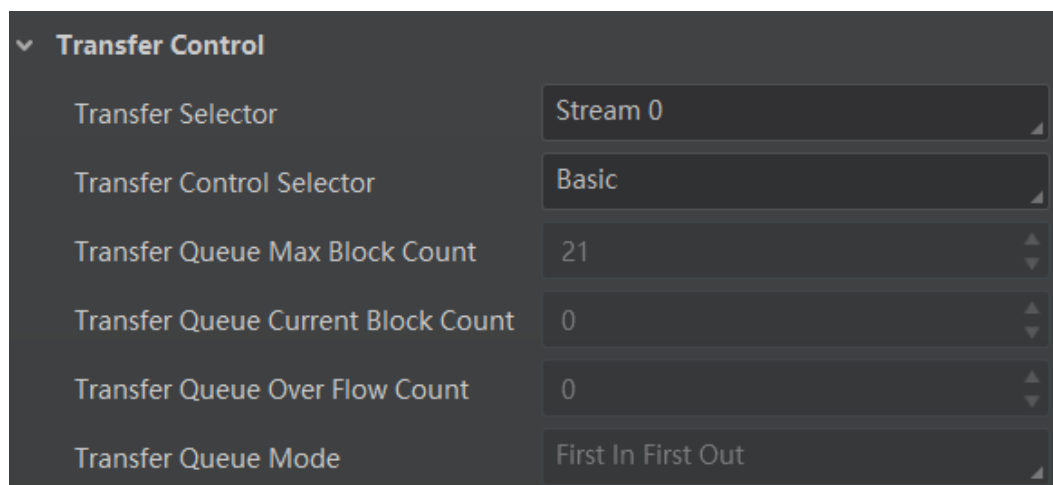 Transfer Control
Transfer Selector Stream 0
Transfer Control Selector Basic
Transfer Queue Max Block Count 21
Transfer Queue Current Block Count 0
Transfer Queue Over Flow Count 0
Transfer Queue Mode First In First Out